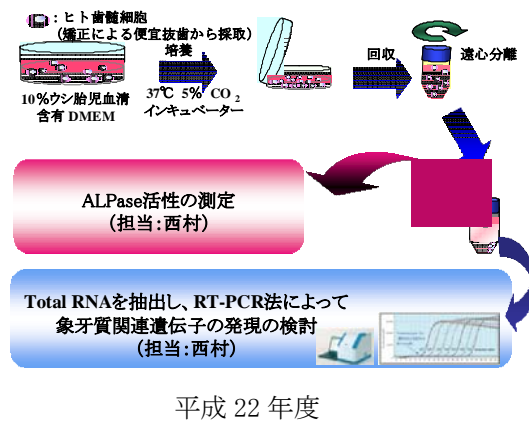 ：ヒト歯髄細胞
（矯正による便宜抜歯から採取）
培養
回収
遠心分離
37℃ 5% CO2
インキュベーター
10%ウシ胎児血清
含有 DMEM
ALPase活性の測定
（担当：西村）
Total RNAを抽出し、RT-PCR法によって
象牙質関連遺伝子の発現の検討
（担当：西村）
平成 22 年度